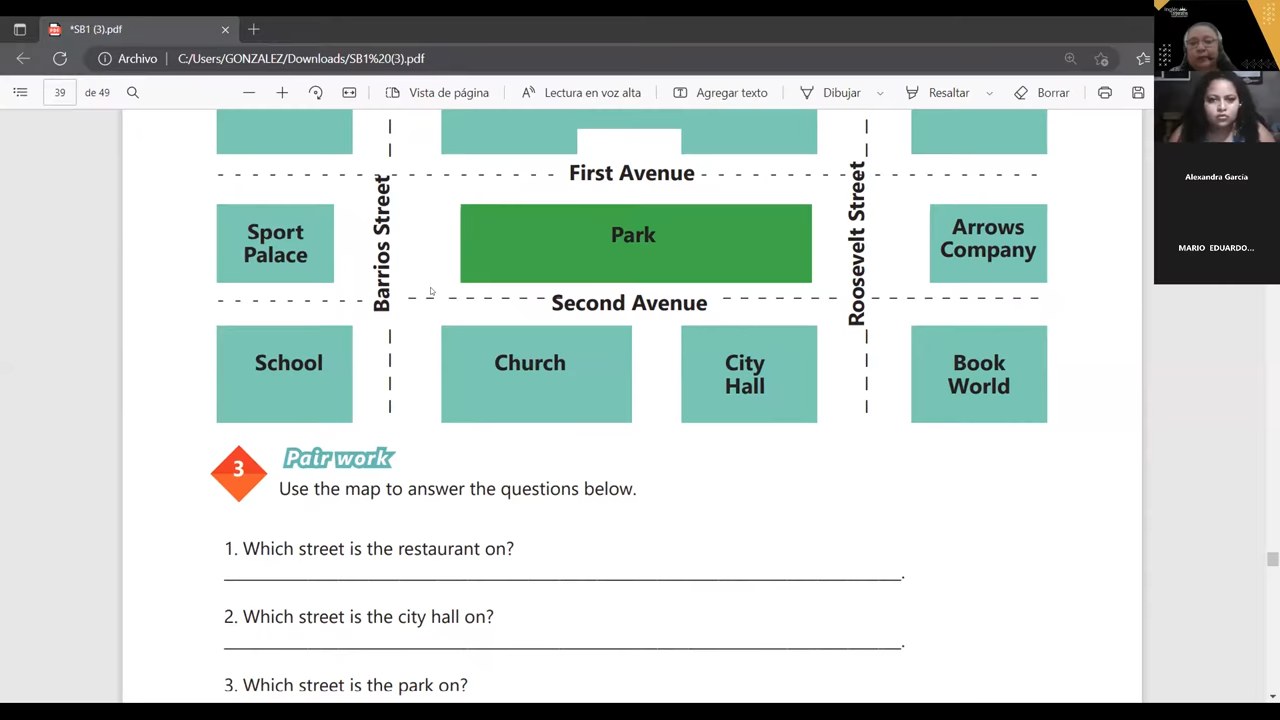 *SB1 (3).pdf
Archivo
C:/Users/GONZALEZ/Downloads/SB1%20(3).pdf
39 de 49
Vista de página
Lectura en voz alta
Agregar texto
Dibujar
Resaltar
Borrar
Alexandra García
MARIO EDUARDO...
First Avenue
Barrios Street
Roosevelt Street
Sport
Palace
Park
Arrows
Company
Second Avenue
School
Church
City
Hall
Book
World
3
Pair work
Use the map to answer the questions below.
1. Which street is the restaurant on?
2. Which street is the city hall on?
3. Which street is the park on?